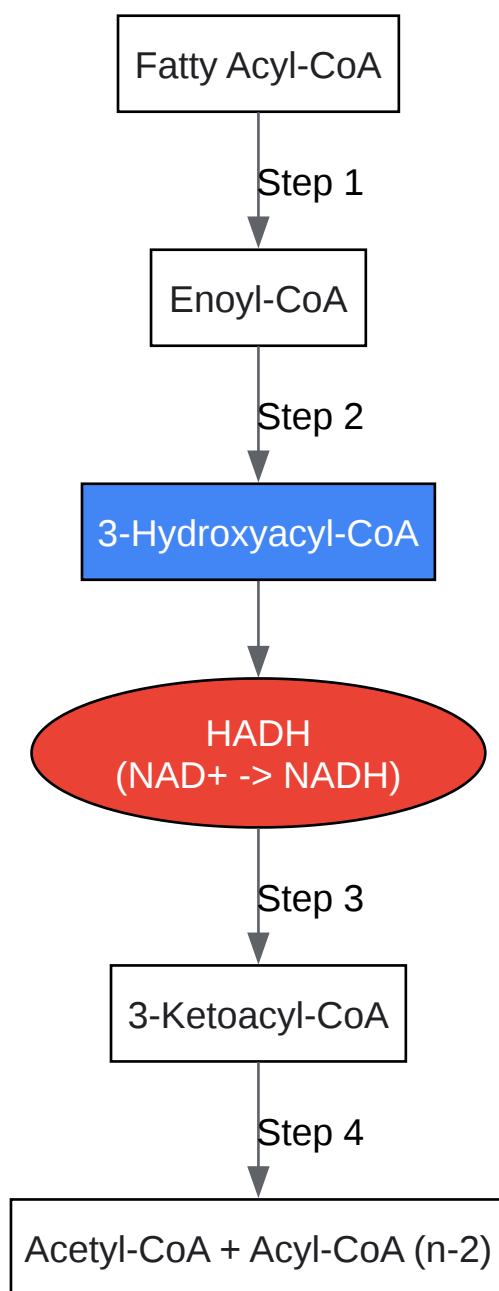 Fatty Acyl-CoA
Step 1
Enoyl-CoA
Step 2
3-Hydroxyacyl-CoA
HADH
(NAD+ -> NADH)
Step 3
3-Ketoacyl-CoA
Step 4
Acetyl-CoA + Acyl-CoA (n-2)